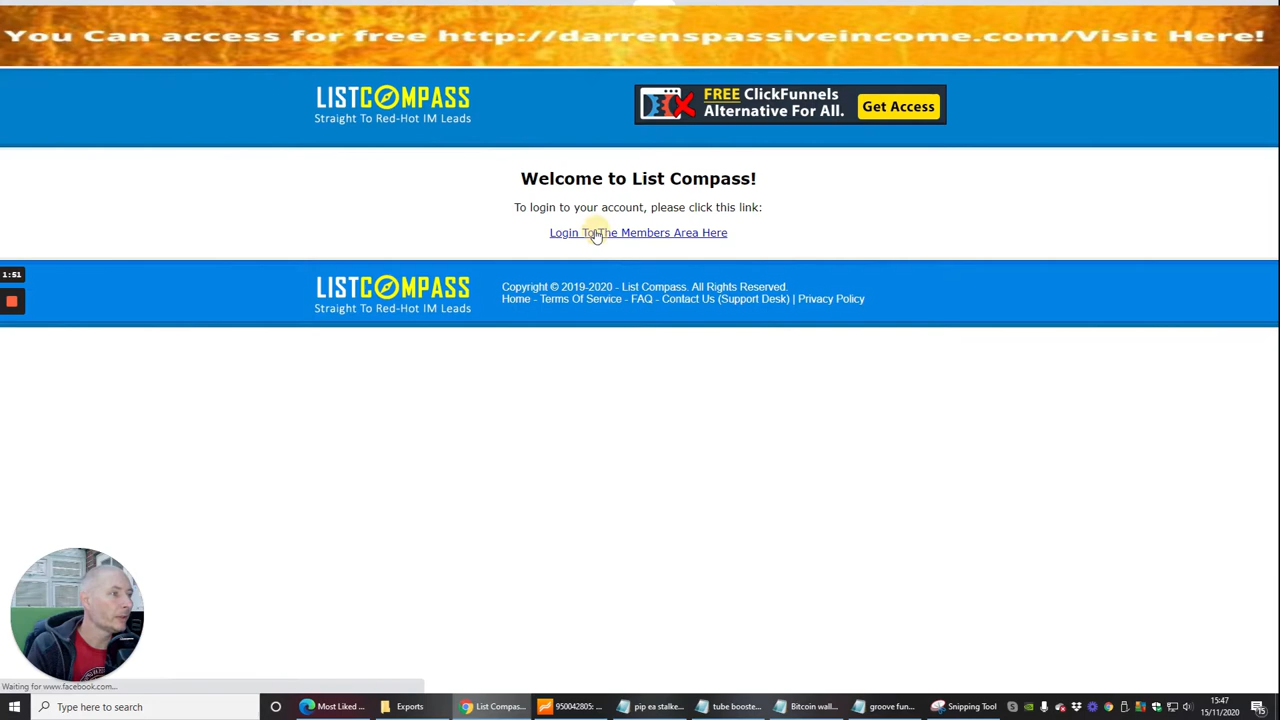 You Can access for free http://darrenspassiveincome.com/Visit Here!
LISTCOMPASS
Straight To Red-Hot IM Leads
FREE ClickFunnels
Alternative For All.
Get Access
Welcome to List Compass!
To login to your account, please click this link:
Login To The Members Area Here
1:51
LISTCOMPASS
Straight To Red-Hot IM Leads
Copyright © 2019-2020 - List Compass. All Rights Reserved.
Home - Terms Of Service - FAQ - Contact Us (Support Desk) | Privacy Policy
Waiting for www.facebook.com...
Type here to search
Most Liked ...
Exports
List Compas...
950042805: ...
pip ea stalke...
tube booste...
Bitcoin wall...
groove fun...
Snipping Tool
15:47
15/11/2020